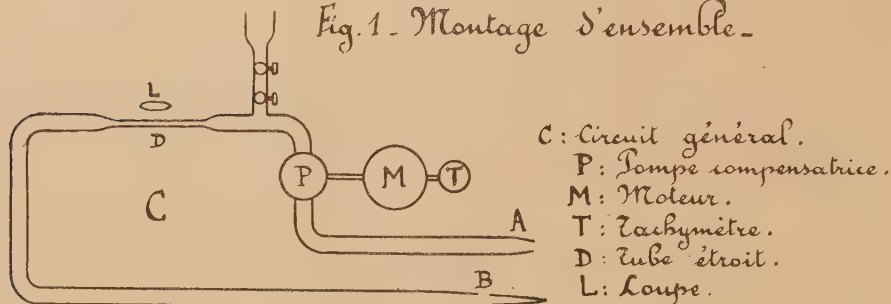 Fig. 1 _ Montage d'ensemble _
L
D
C
P
M
T
A
B
C : Circuit général.
P : Pompe compensatrice.
M : Moteur.
T : Tachymètre.
D : Tube étroit.
L : Loupe.